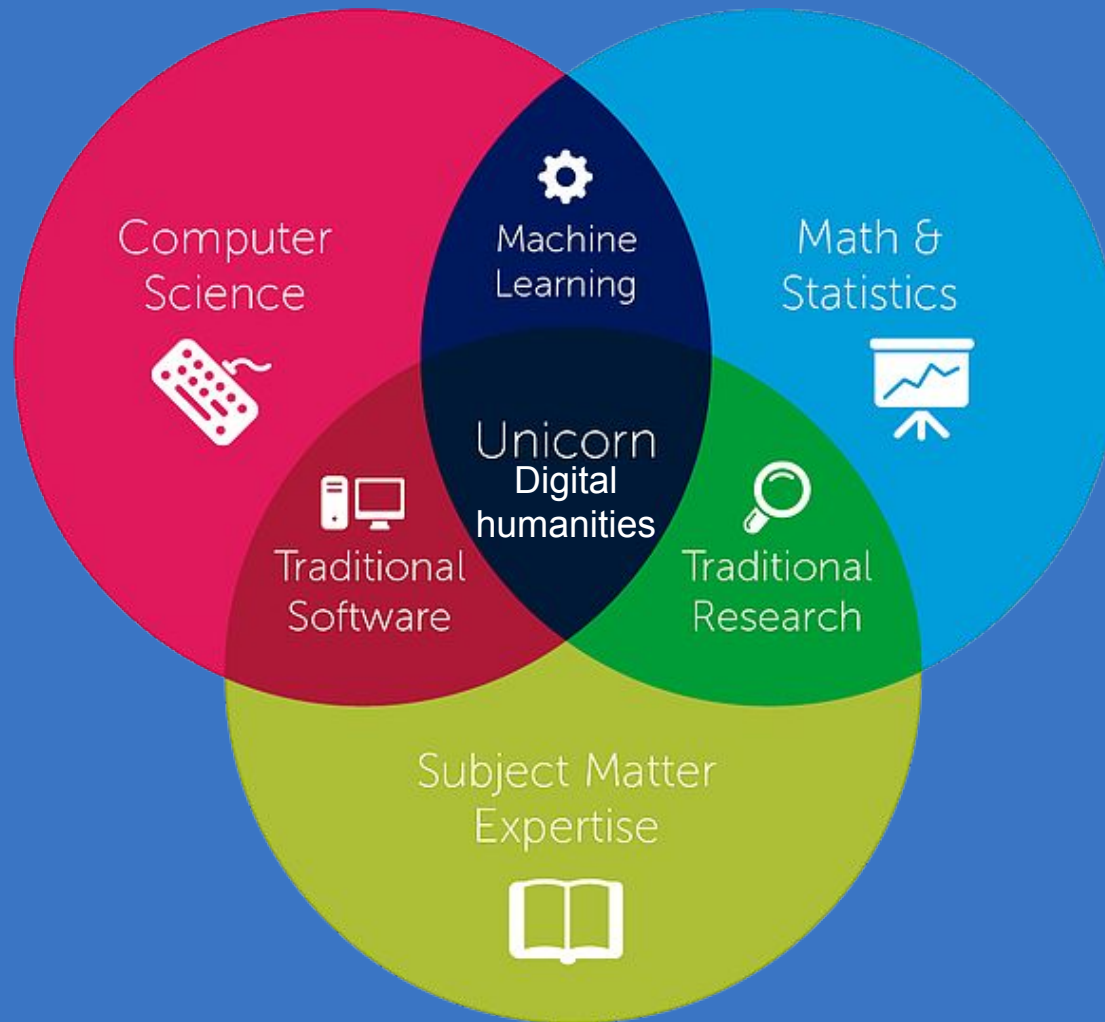 Computer
Science
Machine
Learning
Math &
Statistics
Unicorn
Digital
humanities
Traditional
Software
Traditional
Research
Subject Matter
Expertise